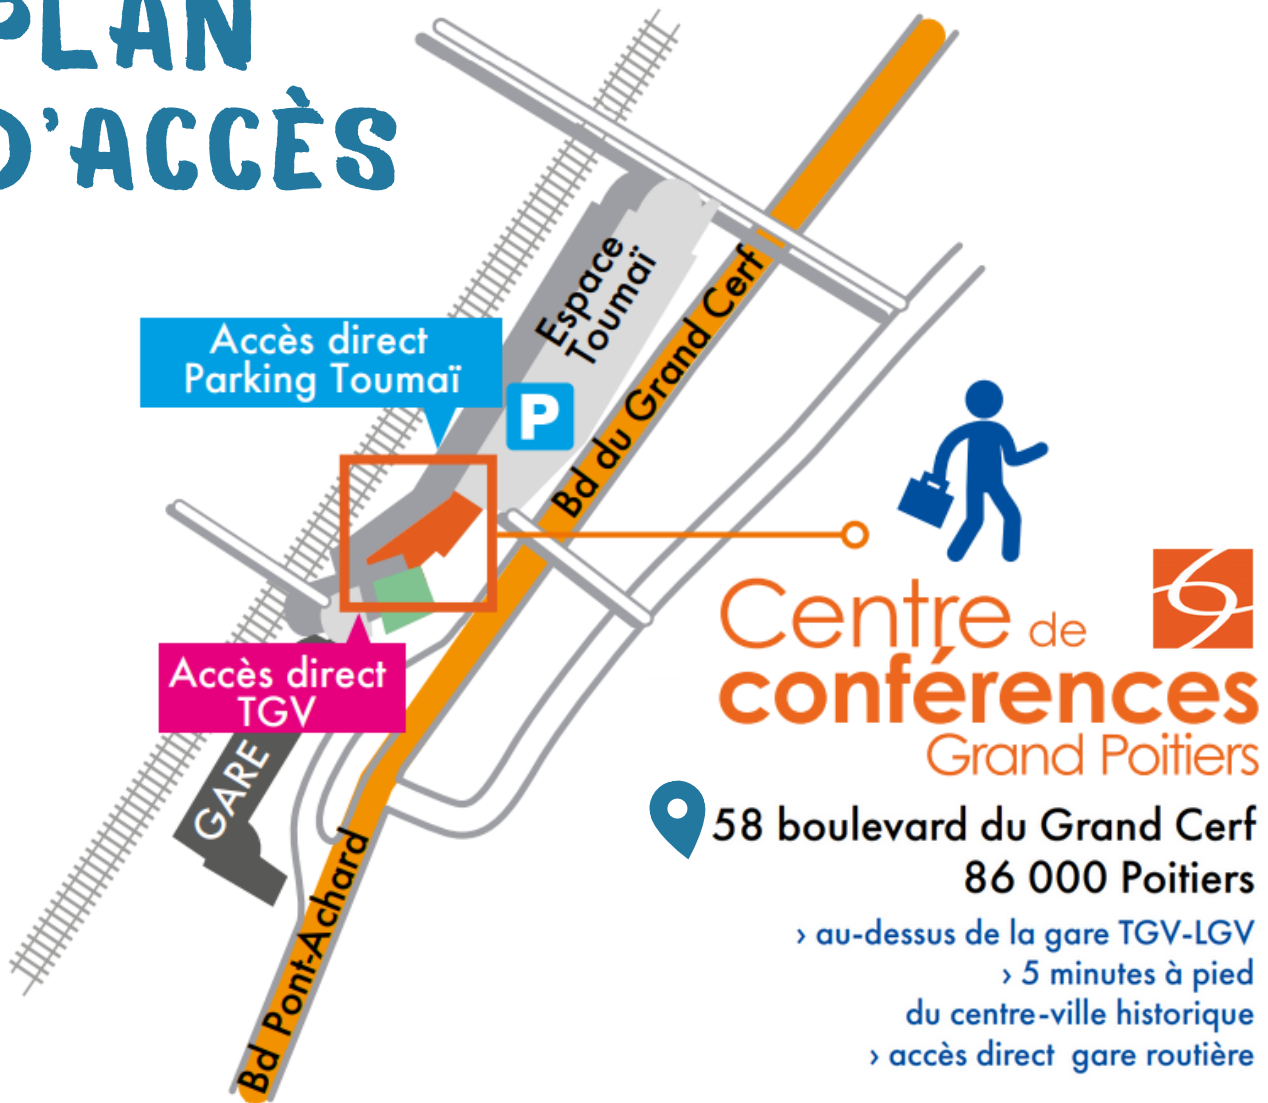 PLAN
D'ACCÈS
Espace
Toumaï
Bd du Grand Cerf
Accès direct
Parking Toumaï
P
Accès direct
TGV
GARE
Bd Pont-Achard
Centre de
conférences
Grand Poitiers
58 boulevard du Grand Cerf
86 000 Poitiers
› au-dessus de la gare TGV-LGV
› 5 minutes à pied
du centre-ville historique
› accès direct gare routière